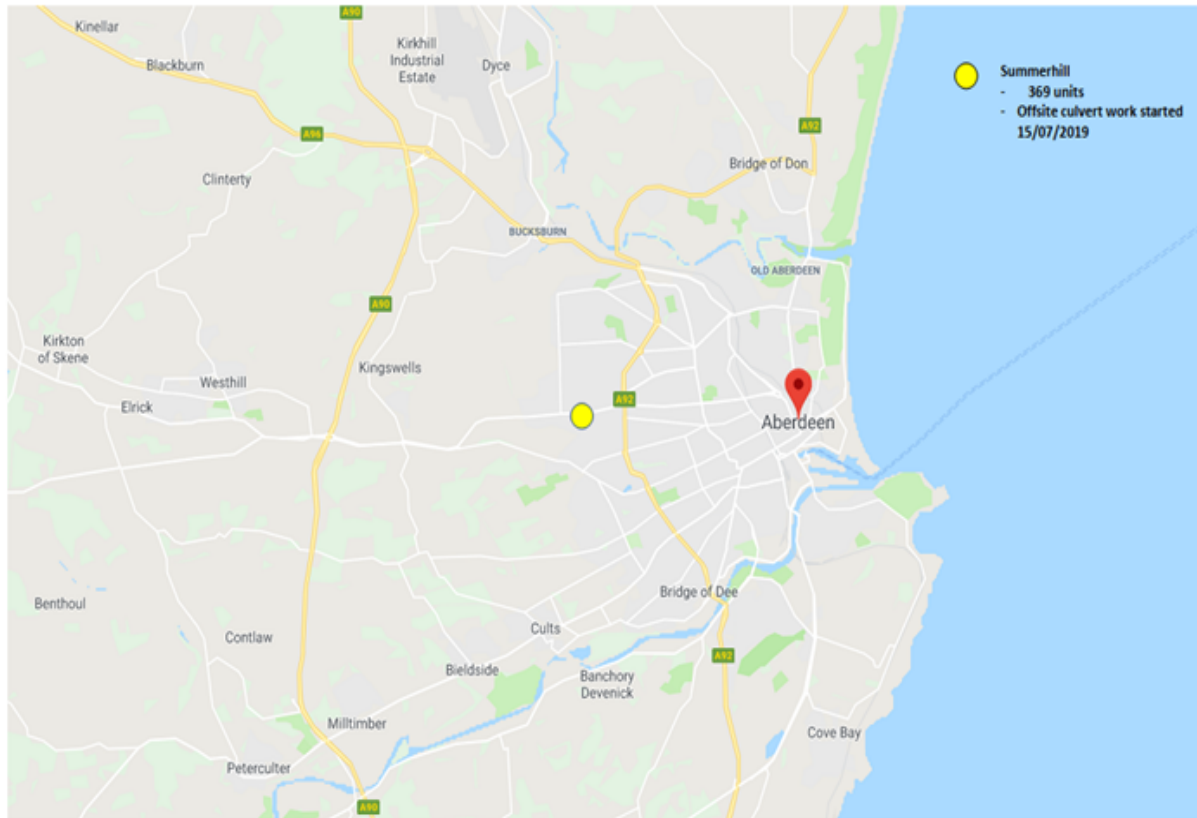 A90
Kinellar
Kirkhill
Industrial
Estate
Dyce
Blackburn
Summerhill
- 369 units
- Offsite culvert work started
15/07/2019
A96
A92
Bridge of Don
Clinterty
BUCKSBURN
OLD ABERDEEN
A90
Kirkton
of Skene
Kingswells
Westhill
Elrick
A92
Aberdeen
Bridge of Dee
Benthoul
Contlaw
Cults
Bieldside
A92
Banchory
Devenick
Milltimber
Cove Bay
Peterculter
A90